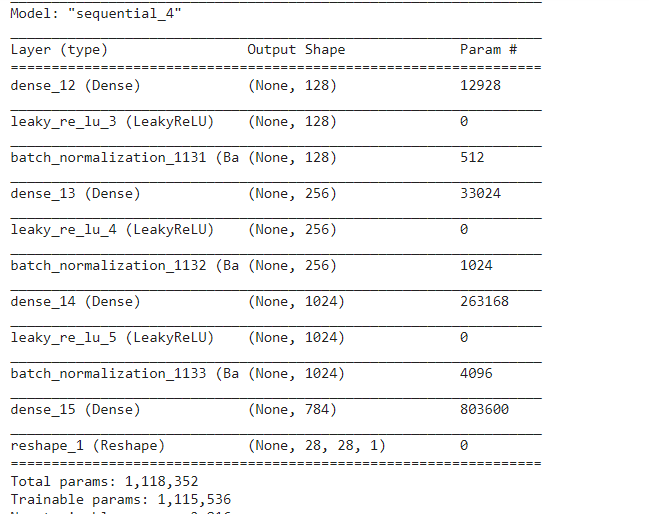 Model: "sequential_4"
Layer (type) Output Shape Param #
dense_12 (Dense) (None, 128) 12928
leaky_re_lu_3 (LeakyReLU) (None, 128) 0
batch_normalization_1131 (Ba (None, 128) 512
dense_13 (Dense) (None, 256) 33024
leaky_re_lu_4 (LeakyReLU) (None, 256) 0
batch_normalization_1132 (Ba (None, 256) 1024
dense_14 (Dense) (None, 1024) 263168
leaky_re_lu_5 (LeakyReLU) (None, 1024) 0
batch_normalization_1133 (Ba (None, 1024) 4096
dense_15 (Dense) (None, 784) 803600
reshape_1 (Reshape) (None, 28, 28, 1) 0
Total params: 1,118,352
Trainable params: 1,115,536